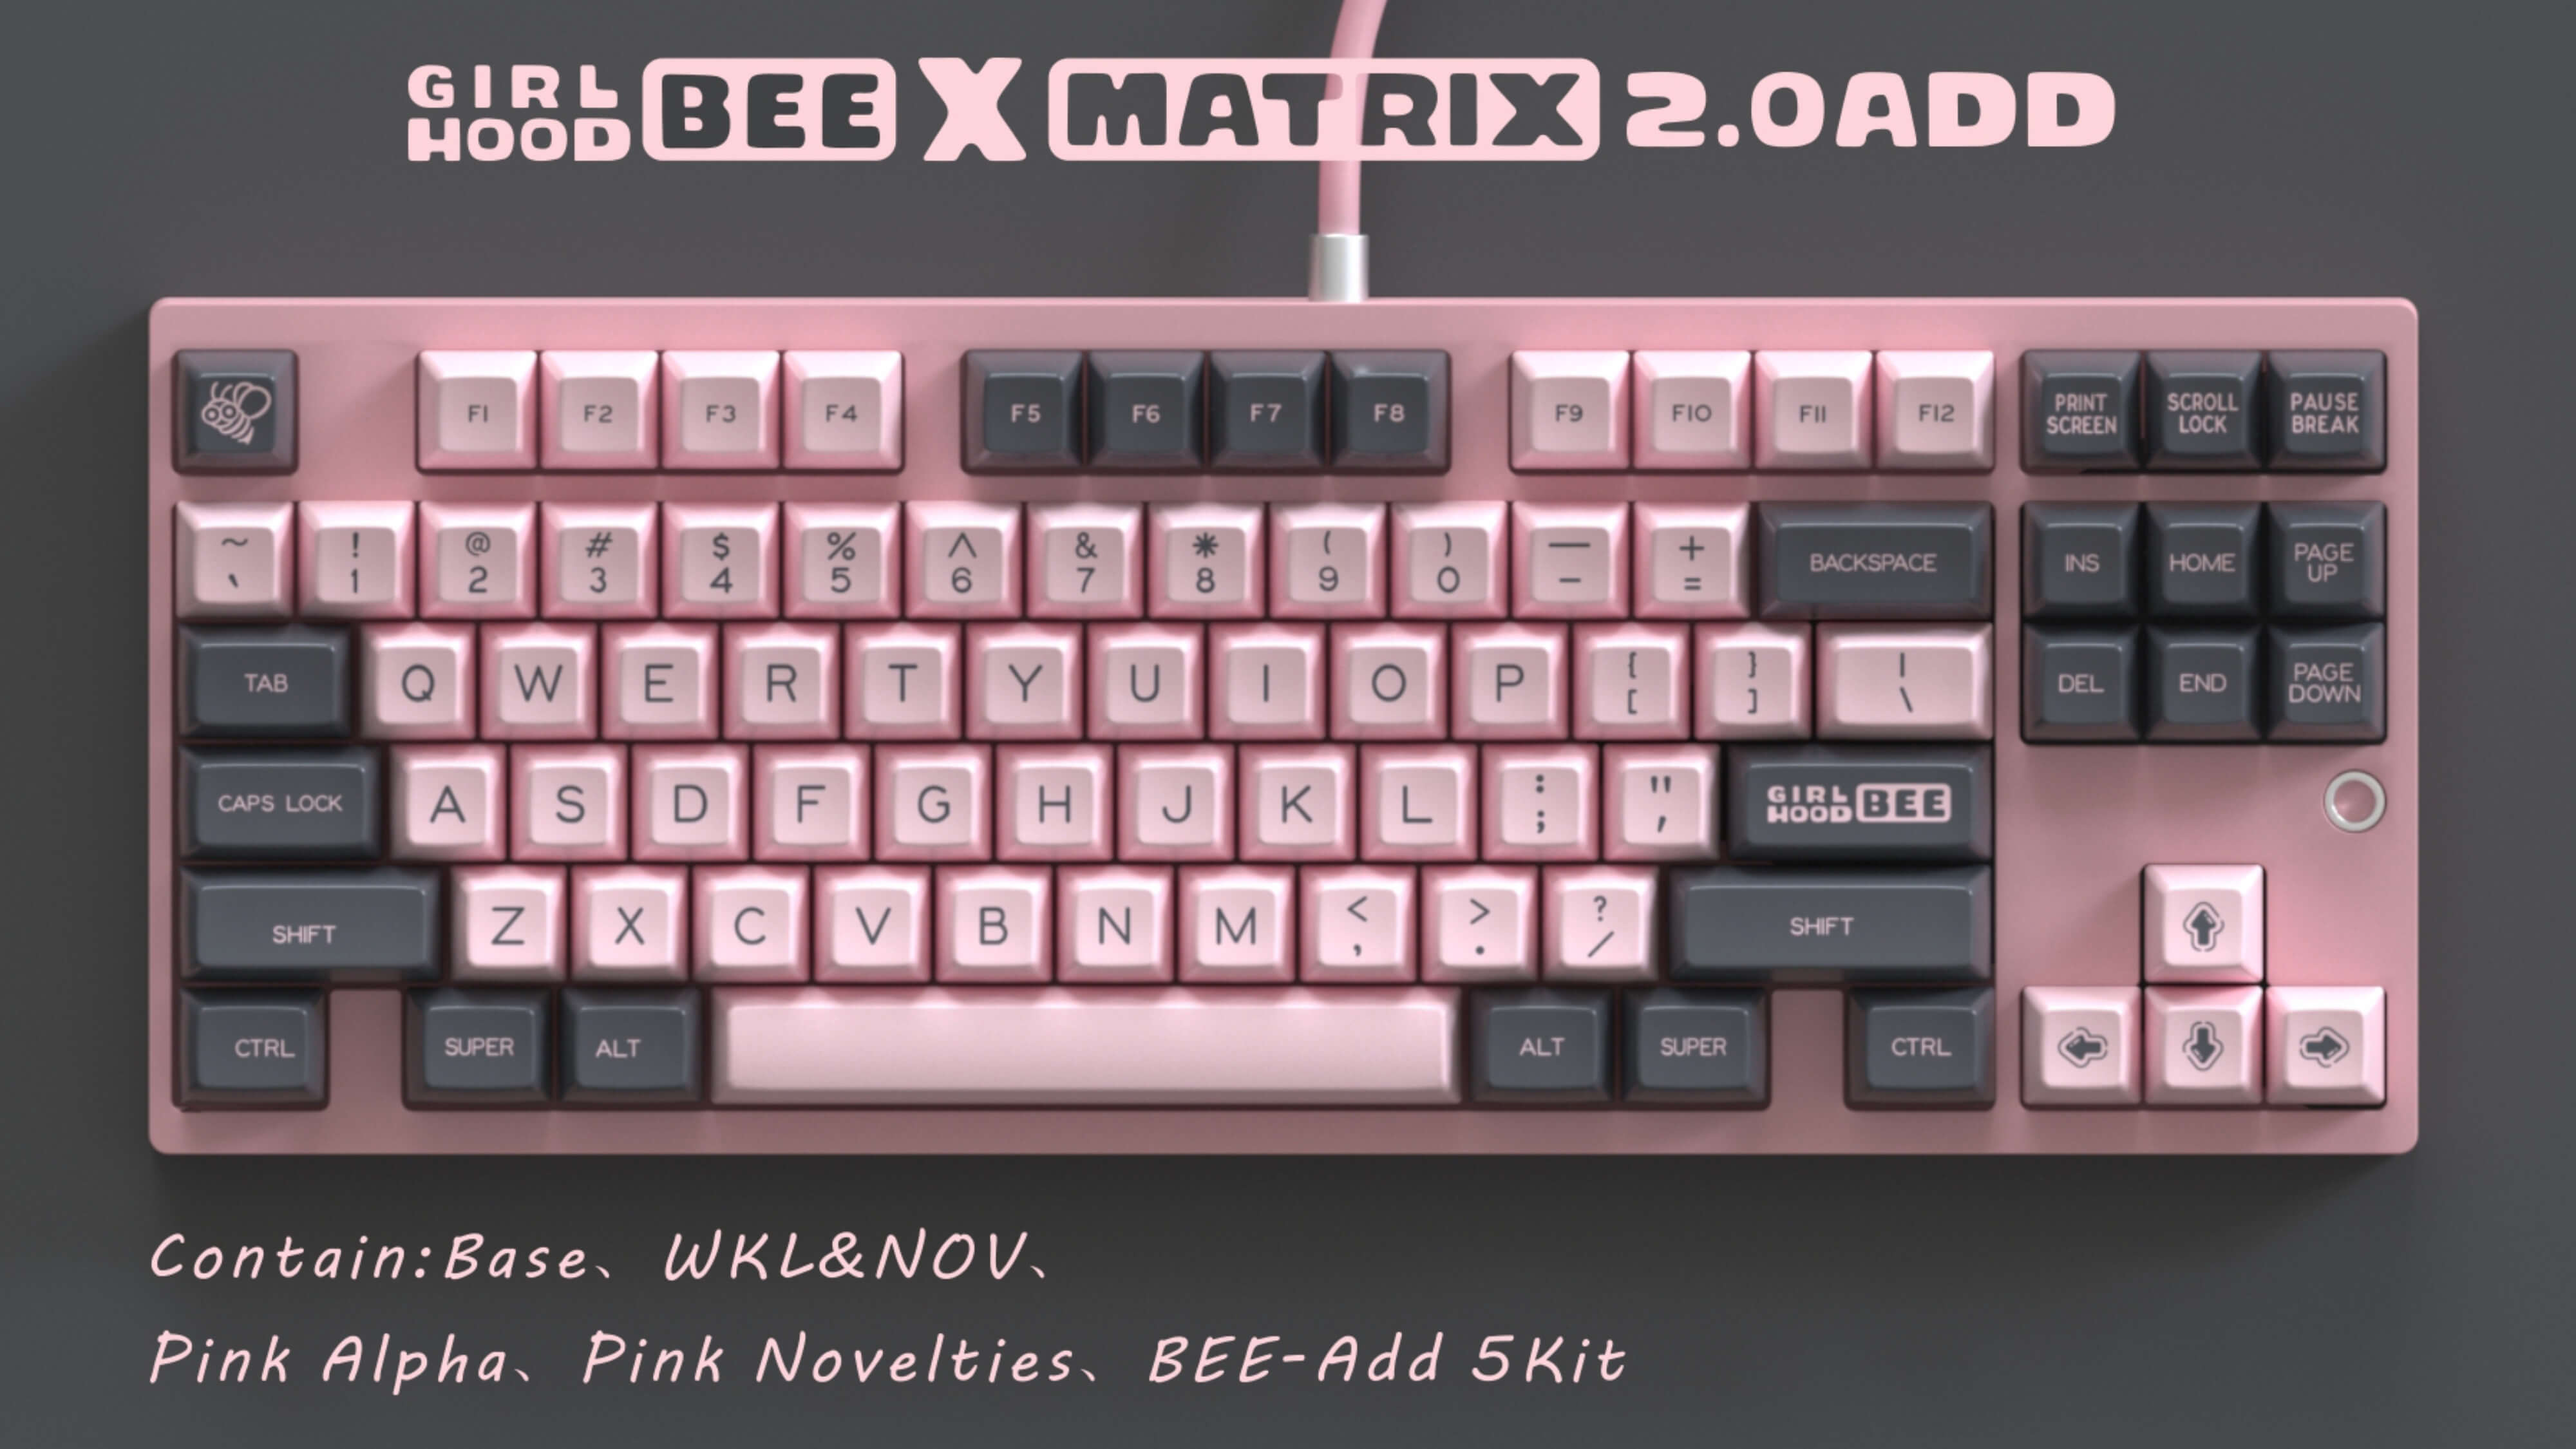 GIRL HOOD BEE X MATRIX 2.0ADD
F1 F2 F3 F4 F5 F6 F7 F8 F9 F10 F11 F12 PRINT SCREEN SCROLL LOCK PAUSE BREAK
~ ` ! 1 @ 2 # 3 $ 4 % 5 ^ 6 & 7 * 8 ( 9 ) 0 — - + = BACKSPACE INS HOME PAGE UP
TAB Q W E R T Y U I O P { [ } ] | \ DEL END PAGE DOWN
CAPS LOCK A S D F G H J K L : ; " ' GIRL HOOD BEE
SHIFT Z X C V B N M < , > . ? / SHIFT
CTRL SUPER ALT ALT SUPER CTRL
Contain:Base、WKL&NOV、
Pink Alpha、Pink Novelties、BEE-Add 5Kit